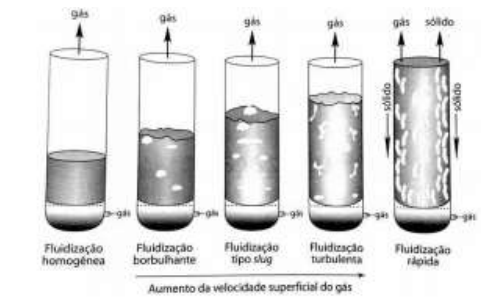 gás
gás
gás
gás
gás
sólido
sólido
sólido
gás
gás
gás
gás
gás
Fluidização
homogênea
Fluidização
borbulhante
Fluidização
tipo slug
Fluidização
turbulenta
Fluidização
rápida
Aumento da velocidade superficial do gás